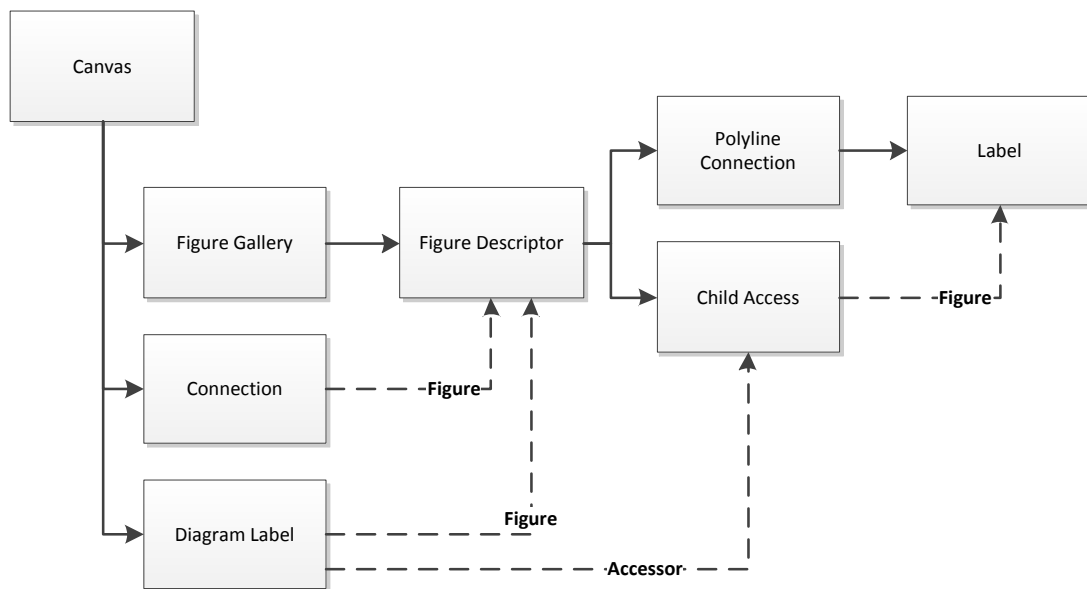 Canvas
Polyline
Connection
Label
Figure Gallery
Figure Descriptor
Child Access
Figure
Connection
Figure
Diagram Label
Figure
Accessor